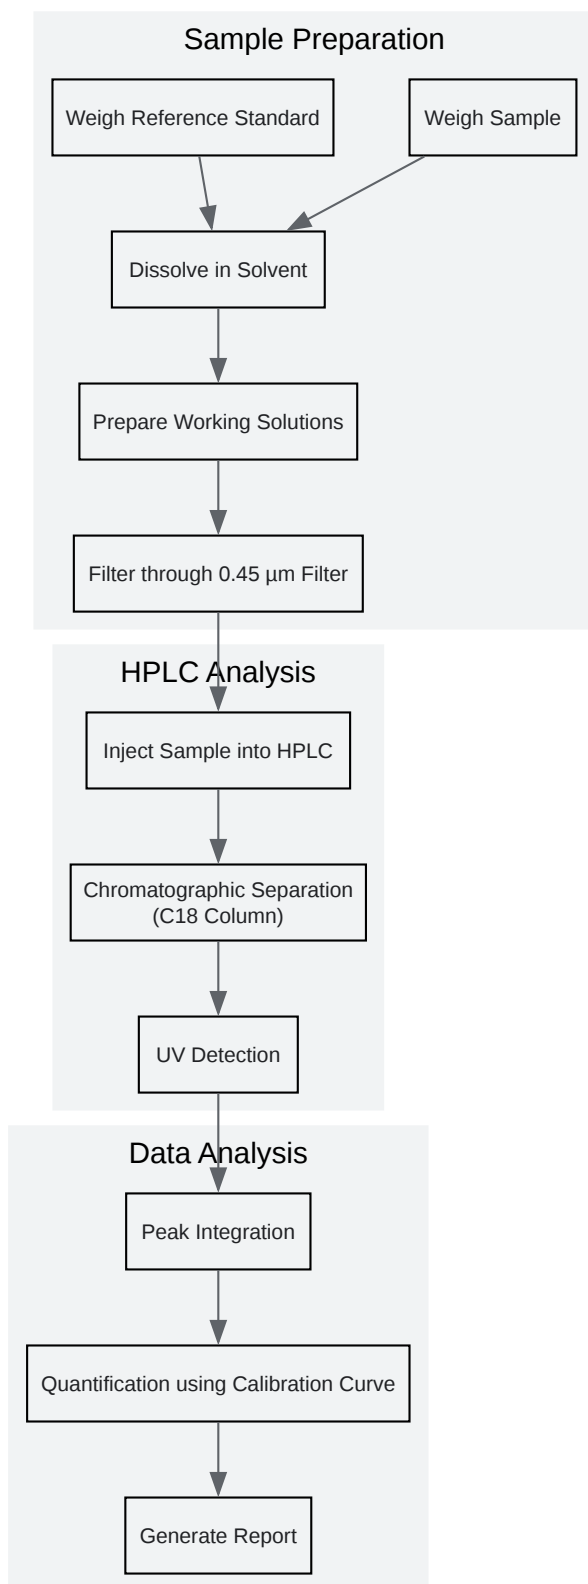 Sample Preparation
Weigh Reference Standard
Weigh Sample
Dissolve in Solvent
Prepare Working Solutions
Filter through 0.45 µm Filter
HPLC Analysis
Inject Sample into HPLC
Chromatographic Separation
(C18 Column)
UV Detection
Data Analysis
Peak Integration
Quantification using Calibration Curve
Generate Report